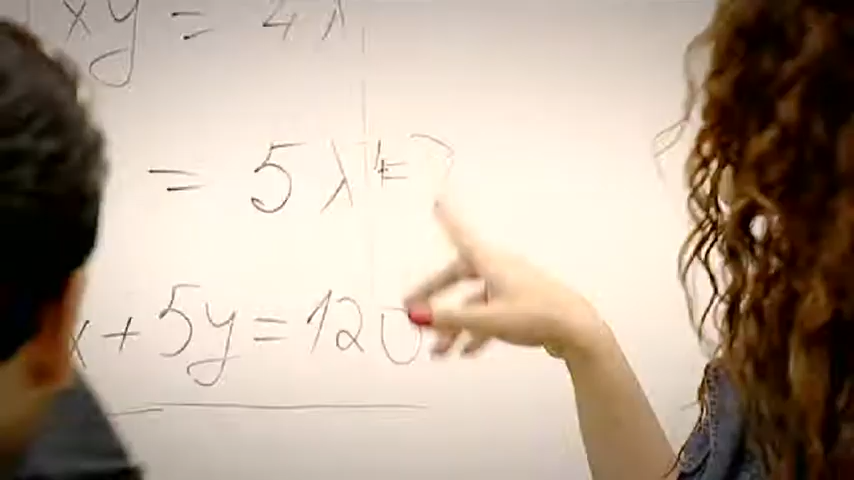 xy = 4λ
= 5λ
x + 5y = 120